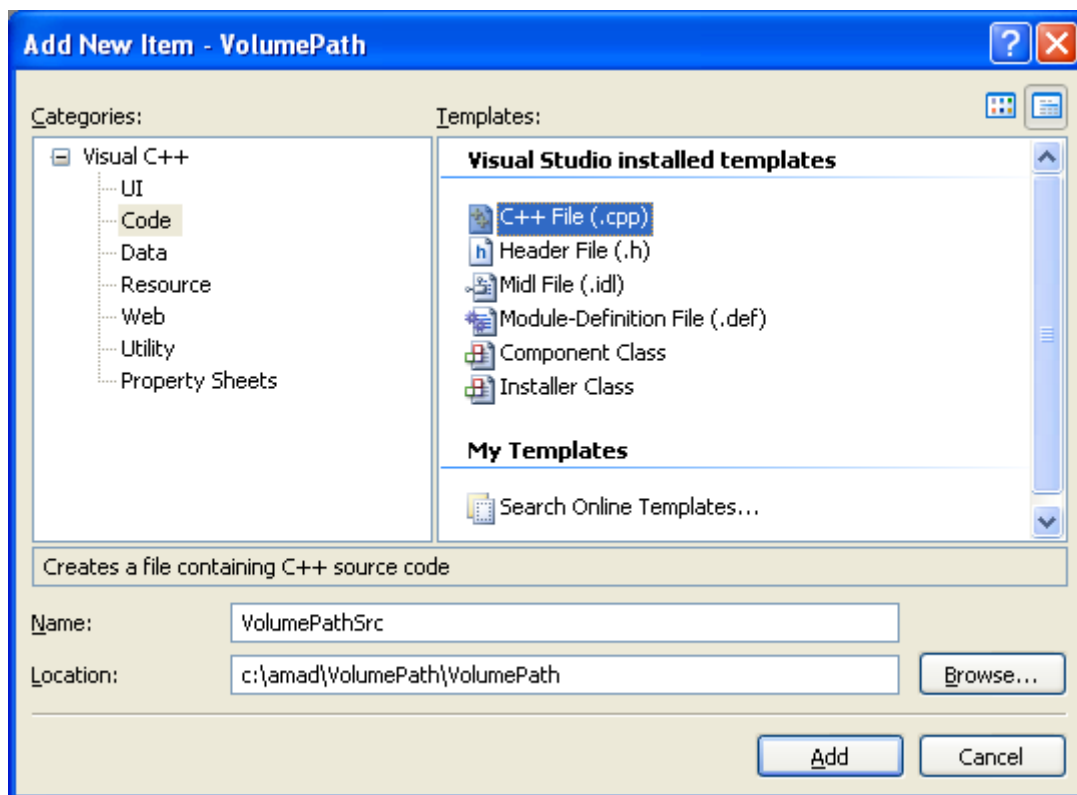 Add New Item - VolumePath
Categories:
Templates:
Visual C++
UI
Code
Data
Resource
Web
Utility
Property Sheets
Visual Studio installed templates
C++ File (.cpp)
h Header File (.h)
Midl File (.idl)
Module-Definition File (.def)
Component Class
Installer Class
My Templates
Search Online Templates...
Creates a file containing C++ source code
Name: VolumePathSrc
Location: c:\amad\VolumePath\VolumePath Browse...
Add Cancel